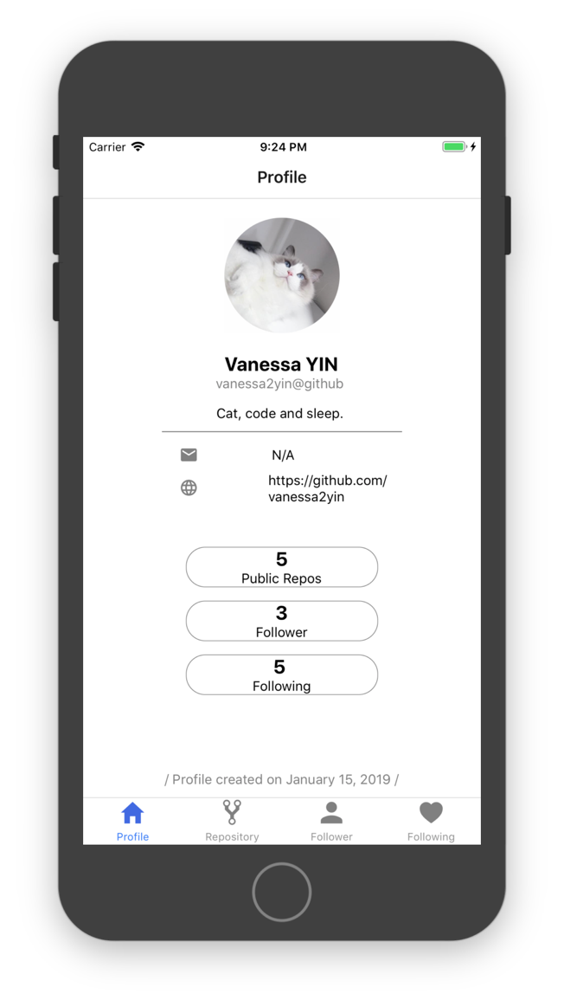 Carrier
9:24 PM
Profile
Vanessa YIN
vanessa2yin@github
Cat, code and sleep.
N/A
https://github.com/
vanessa2yin
5
Public Repos
3
Follower
5
Following
/ Profile created on January 15, 2019 /
Profile
Repository
Follower
Following